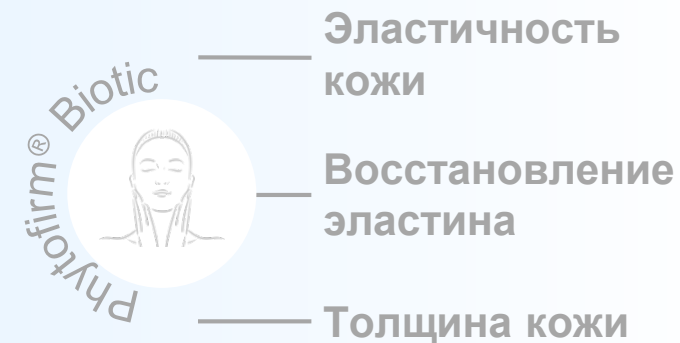 Phytofirm® Biotic
Эластичность
кожи
Восстановление
эластина
Толщина кожи